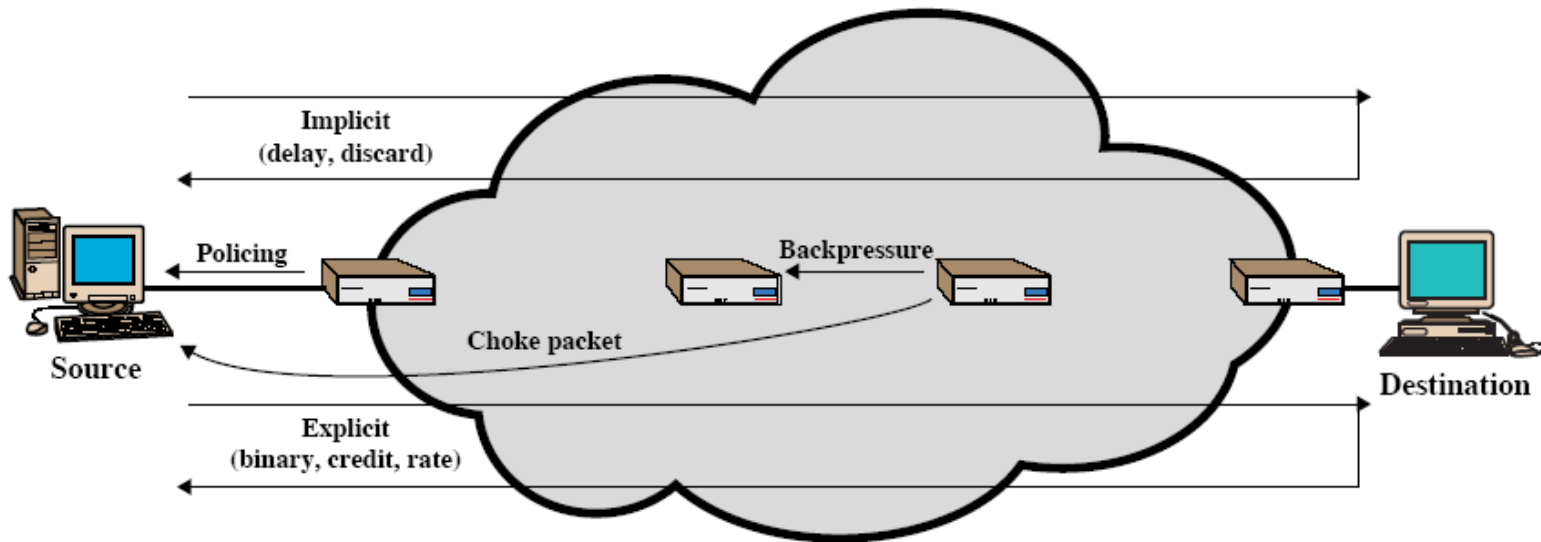 Implicit
(delay, discard)
Policing
Backpressure
Choke packet
Source
Destination
Explicit
(binary, credit, rate)